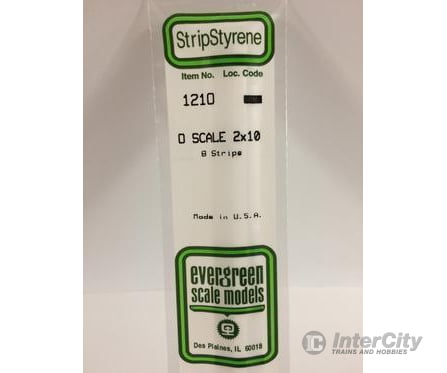 StripStyrene
Item No. Loc. Code
1210
O SCALE 2x10
8 Strips
Made in U.S.A.
evergreen
scale models
Des Plaines, IL 60018
InterCity
TRAINS AND HOBBIES